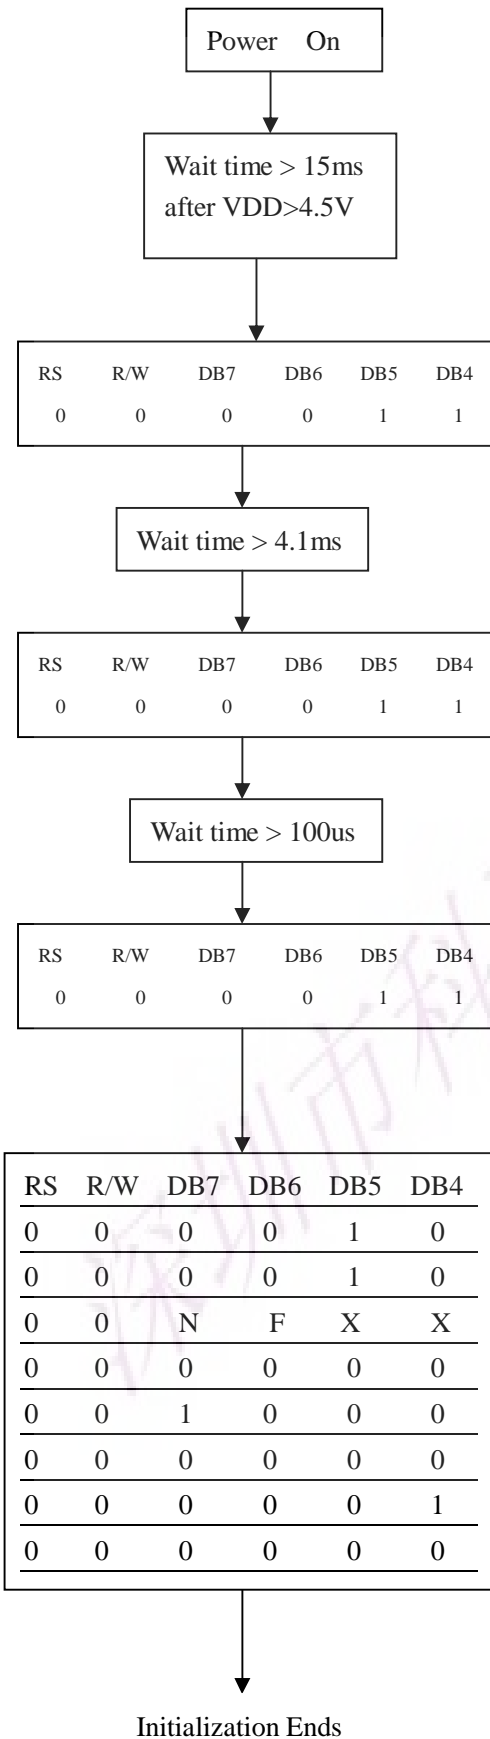 Power On
Wait time > 15ms
after VDD>4.5V
RS R/W DB7 DB6 DB5 DB4
0 0 0 0 1 1
Wait time > 4.1ms
RS R/W DB7 DB6 DB5 DB4
0 0 0 0 1 1
Wait time > 100us
RS R/W DB7 DB6 DB5 DB4
0 0 0 0 1 1
RS R/W DB7 DB6 DB5 DB4
0 0 0 0 1 0
0 0 0 0 1 0
0 0 N F X X
0 0 0 0 0 0
0 0 1 0 0 0
0 0 0 0 0 0
0 0 0 0 0 1
0 0 0 0 0 0
Initialization Ends
深圳市科